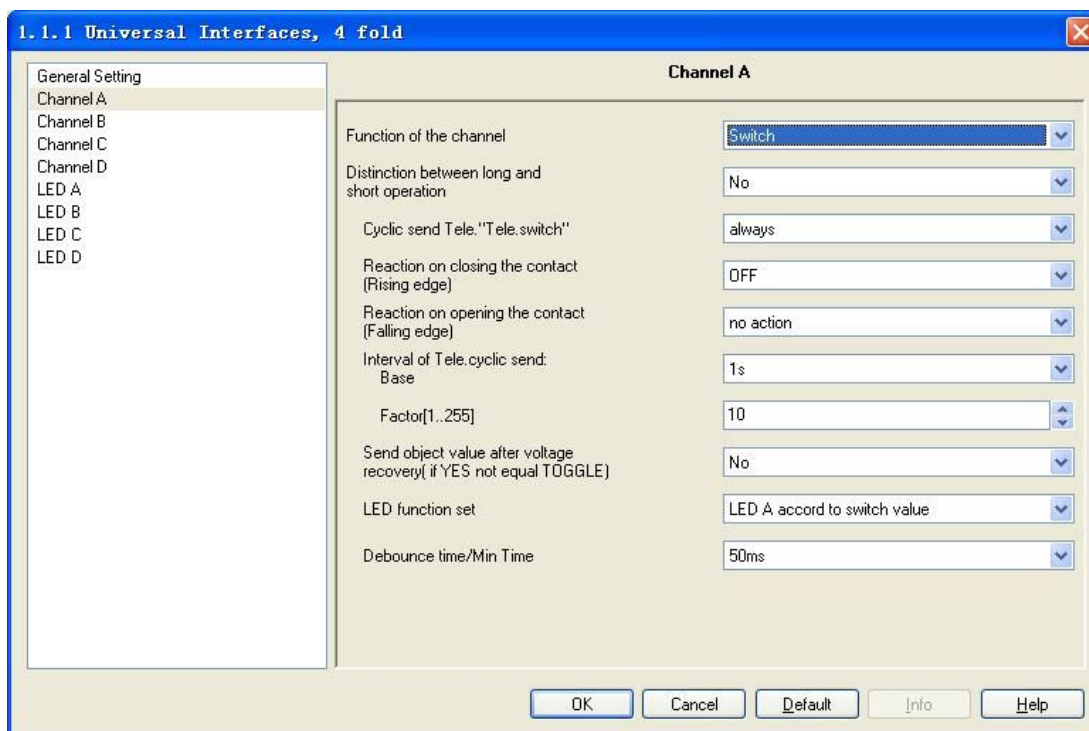 1.1.1 Universal Interfaces, 4 fold
General Setting
Channel A
Channel B
Channel C
Channel D
LED A
LED B
LED C
LED D
Channel A
Function of the channel
Switch
Distinction between long and
short operation
No
Cyclic send Tele."Tele.switch"
always
Reaction on closing the contact
(Rising edge)
OFF
Reaction on opening the contact
(Falling edge)
no action
Interval of Tele.cyclic send:
Base
1s
Factor[1..255]
10
Send object value after voltage
recovery( if YES not equal TOGGLE)
No
LED function set
LED A accord to switch value
Debounce time/Min Time
50ms
OK
Cancel
Default
Info
Help